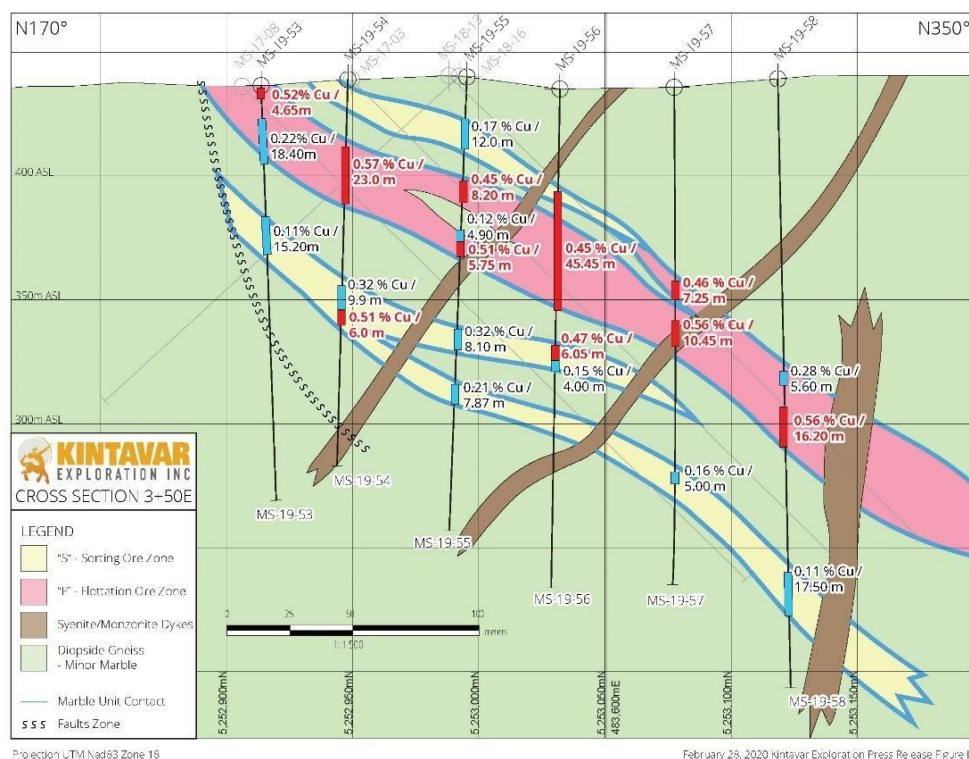 N170°
N350°
MS-17-08
MS-19-53
MS-19-54
MS-17-03
MS-18-13
MS-19-55
MS-18-16
MS-19-56
MS-19-57
MS-19-58
0.52% Cu /
4.65m
0.22% Cu /
18.40m
0.17 % Cu /
12.0 m
400 ASL
0.57 % Cu /
23.0 m
0.45 % Cu /
8.20 m
0.11% Cu /
15.20m
0.12 % Cu /
4.90 m
0.51 % Cu /
5.75 m
0.45 % Cu /
45.45 m
0.32 % Cu /
9.9 m
0.46 % Cu /
7.25 m
350m ASL
0.51 % Cu /
6.0 m
0.56 % Cu /
10.45 m
0.32 % Cu /
8.10 m
0.47 % Cu /
6.05 m
0.15 % Cu /
4.00 m
0.28 % Cu /
5.60 m
0.21 % Cu /
7.87 m
0.56 % Cu /
16.20 m
300m ASL
0.16 % Cu /
5.00 m
0.11 % Cu /
17.50 m
MS-19-54
MS-19-53
MS-19-55
MS-19-56
MS-19-57
MS-19-58
KINTAVAR
EXPLORATION INC
CROSS SECTION 3+50E
LEGEND
"S" - Sorting Ore Zone
"F" - Flottation Ore Zone
Syenite/Monzonite Dykes
Diopside Gneiss
- Minor Marble
Marble Unit Contact
SSS Faults Zone
0 25 50 100
meters
1: 1 500
5 252 900mN
5 252 950mN
5 253 000mN
5 253 050mN
483 600mE
5 253 100mN
5 253 150mN
Projection UTM Nad83 Zone 18
February 28, 2020 Kintavar Exploration Press Release Figure